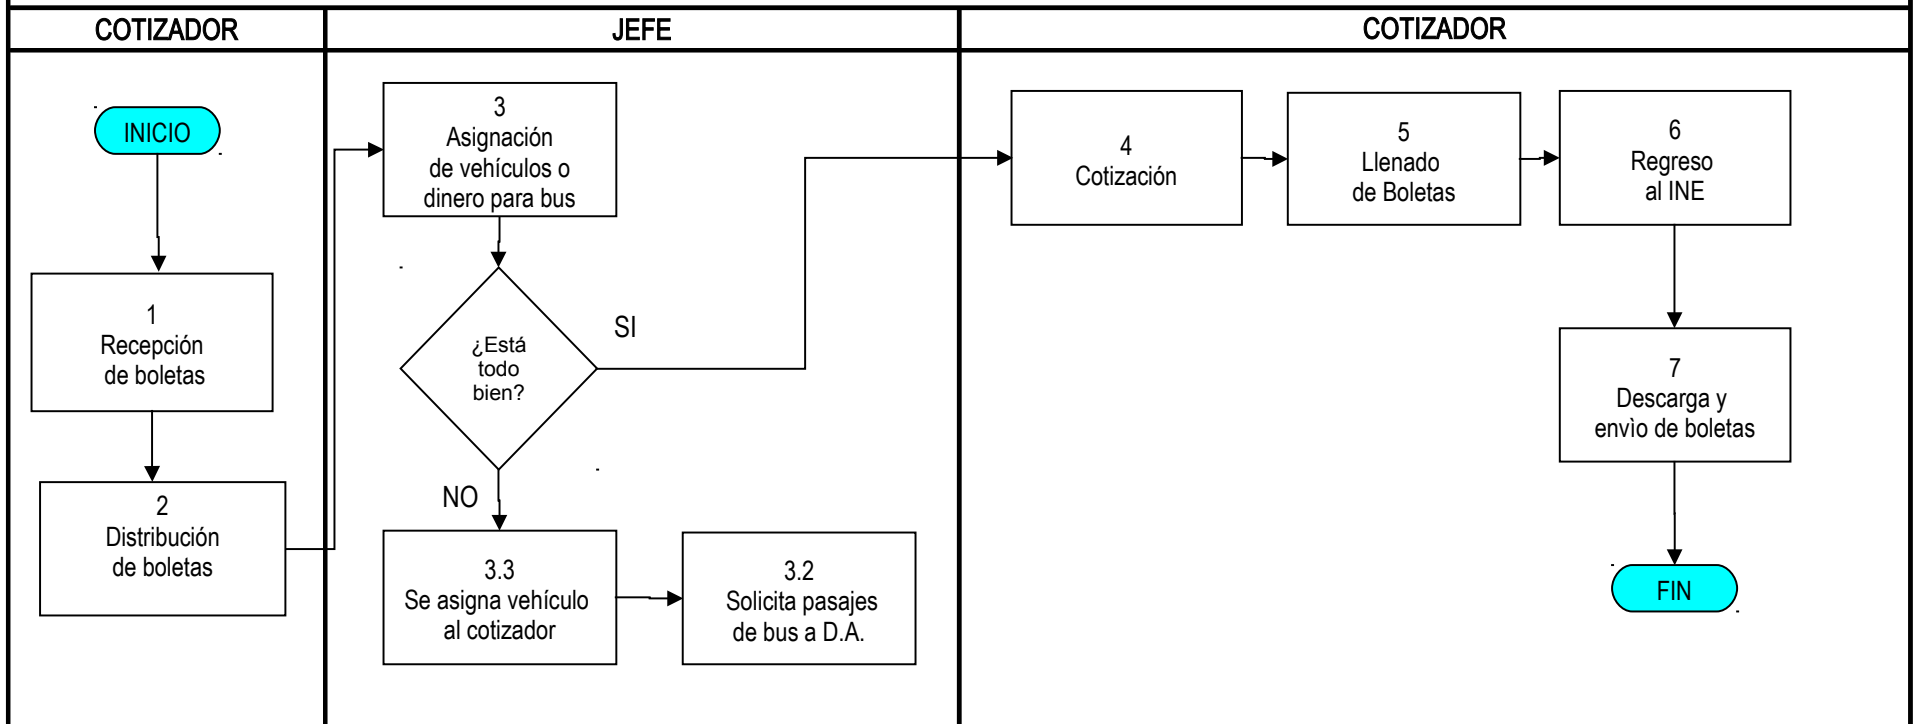 COTIZADOR
JEFE
COTIZADOR
INICIO
1
Recepción
de boletas
2
Distribución
de boletas
3
Asignación
de vehículos o
dinero para bus
¿Está
todo
bien?
SI
NO
3.3
Se asigna vehículo
al cotizador
3.2
Solicita pasajes
de bus a D.A.
4
Cotización
5
Llenado
de Boletas
6
Regreso
al INE
7
Descarga y
envìo de boletas
FIN